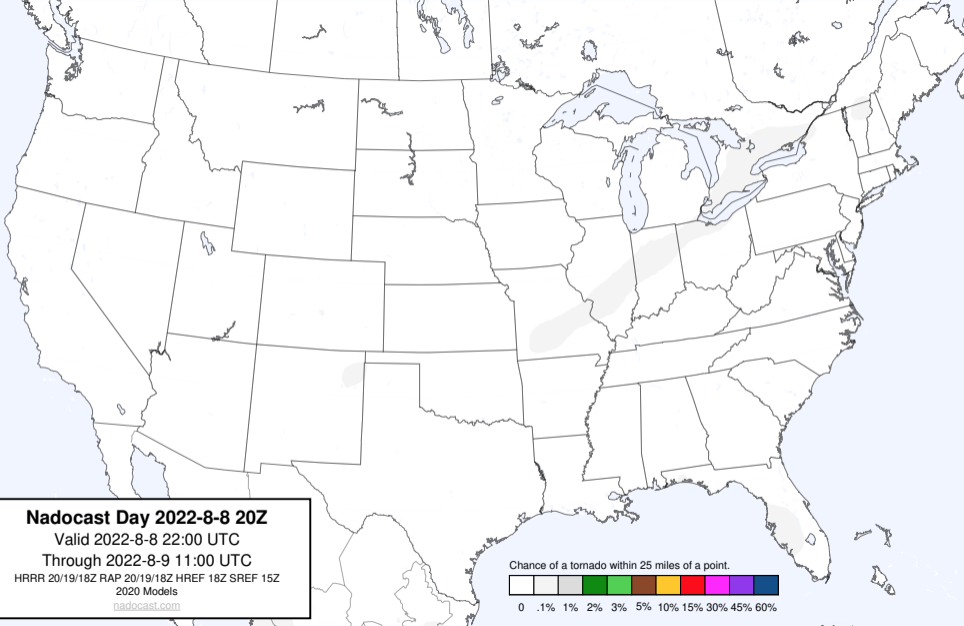 Nadocast Day 2022-8-8 20Z
Valid 2022-8-8 22:00 UTC
Through 2022-8-9 11:00 UTC
HRRR 20/19/18Z RAP 20/19/18Z HREF 18Z SREF 15Z
2020 Models
nadocast.com
Chance of a tornado within 25 miles of a point.
0 .1% 1% 2% 3% 5% 10% 15% 30% 45% 60%